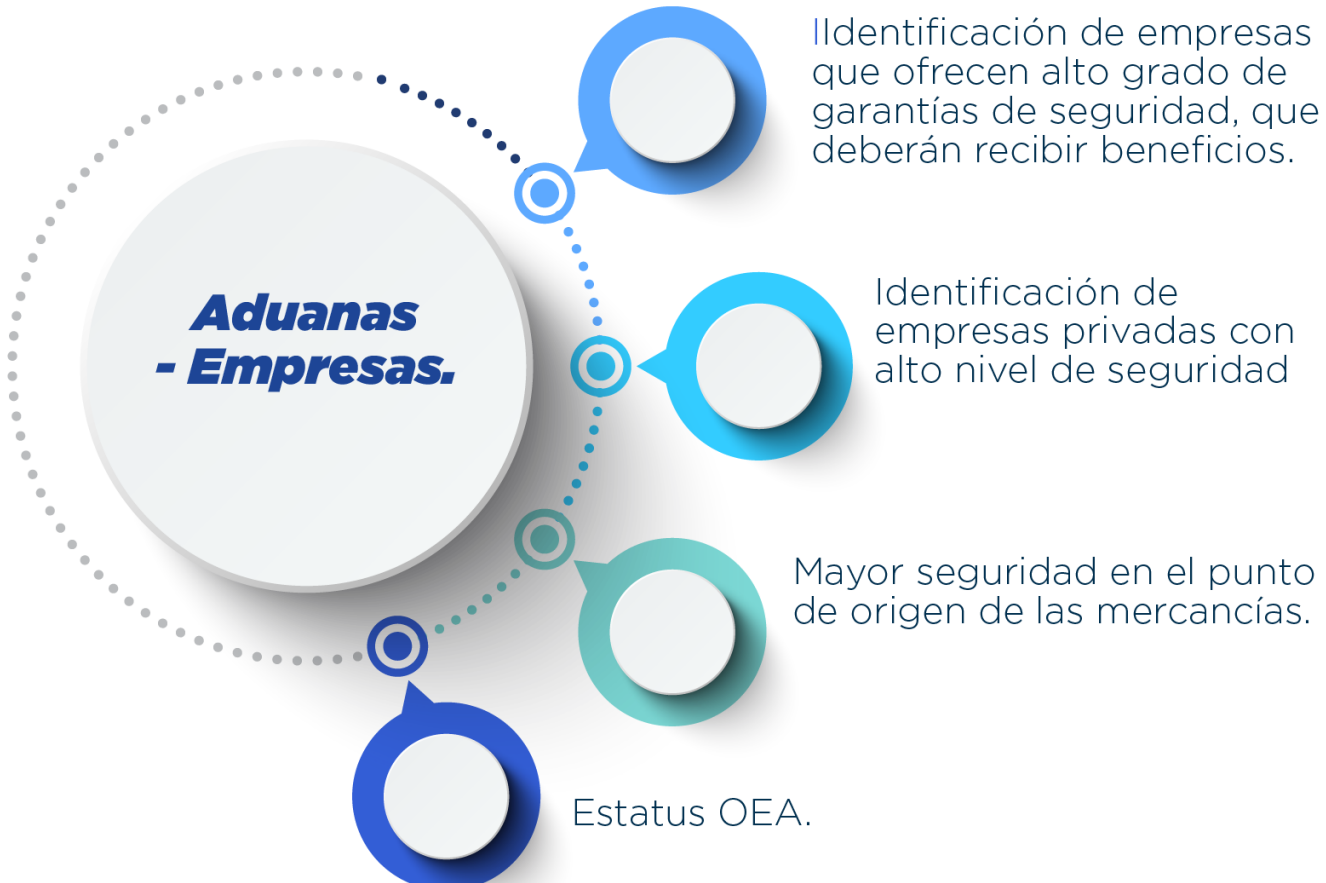 IIdentificación de empresas
que ofrecen alto grado de
garantías de seguridad, que
deberán recibir beneficios.
Aduanas
- Empresas.
Identificación de
empresas privadas con
alto nivel de seguridad
Mayor seguridad en el punto
de origen de las mercancías.
Estatus OEA.